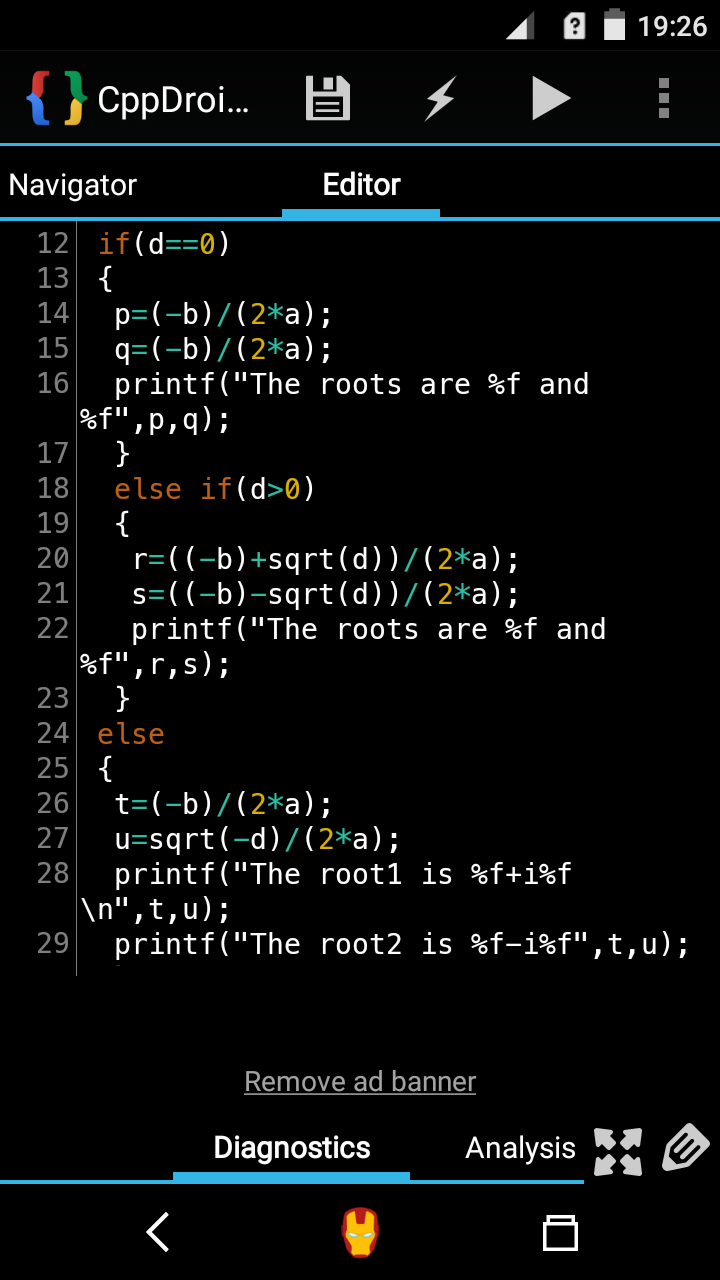 19:26
CppDroi...
Navigator Editor
12 if(d==0)
13 {
14 p=(−b)/(2*a);
15 q=(−b)/(2*a);
16 printf("The roots are %f and
%f",p,q);
17 }
18 else if(d>0)
19 {
20 r=((−b)+sqrt(d))/(2*a);
21 s=((−b)−sqrt(d))/(2*a);
22 printf("The roots are %f and
%f",r,s);
23 }
24 else
25 {
26 t=(−b)/(2*a);
27 u=sqrt(−d)/(2*a);
28 printf("The root1 is %f+i%f
\n",t,u);
29 printf("The root2 is %f−i%f",t,u);
Remove ad banner
Diagnostics Analysis